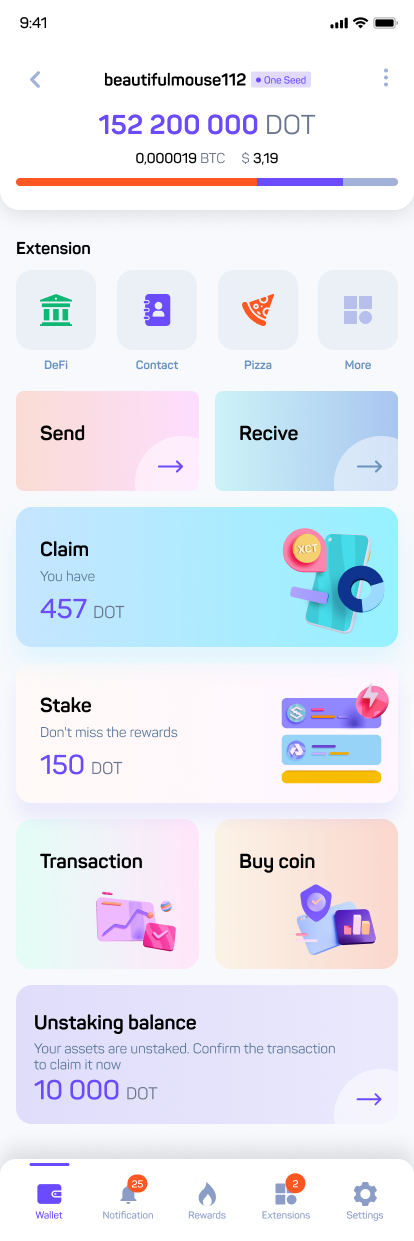 9:41
beautifulmouse112 One Seed
152 200 000 DOT
0,000019 BTC $ 3,19
Extension
DeFi Contact Pizza More
Send Recive
Claim
XCT
You have
457 DOT
Stake
Don't miss the rewards
150 DOT
Transaction Buy coin
Unstaking balance
Your assets are unstaked. Confirm the transaction
to claim it now
10 000 DOT
25 2
Wallet Notification Rewards Extensions Settings